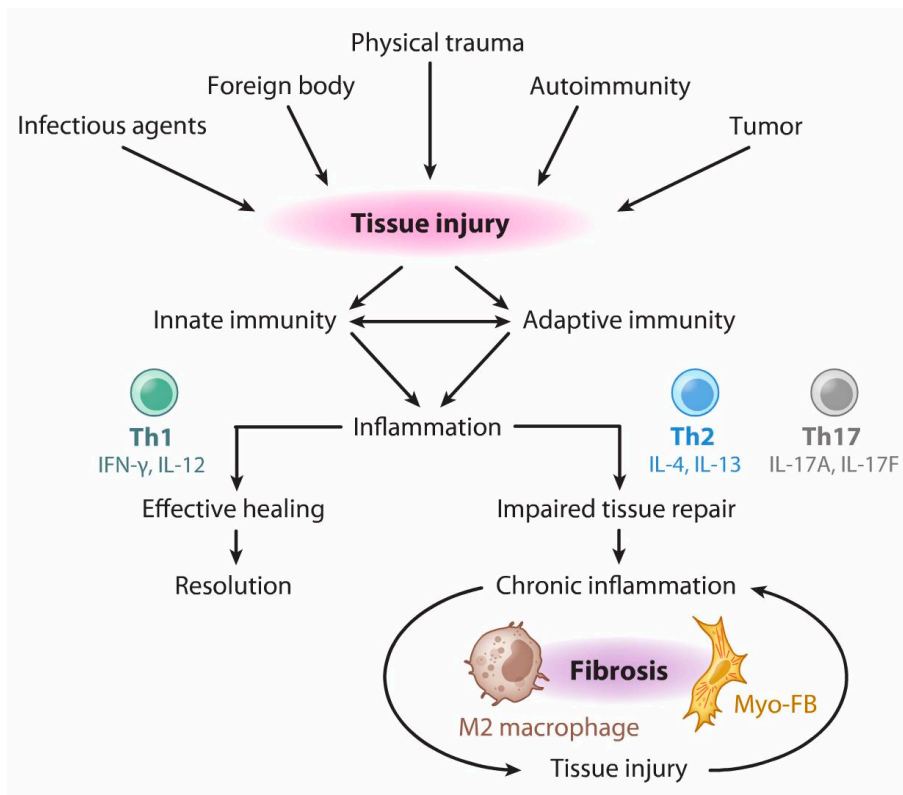 Physical trauma
Foreign body
Autoimmunity
Infectious agents
Tumor
Tissue injury
Innate immunity
Adaptive immunity
Th1
IFN-γ, IL-12
Inflammation
Th2
IL-4, IL-13
Th17
IL-17A, IL-17F
Effective healing
Impaired tissue repair
Resolution
Chronic inflammation
Fibrosis
M2 macrophage
Myo-FB
Tissue injury